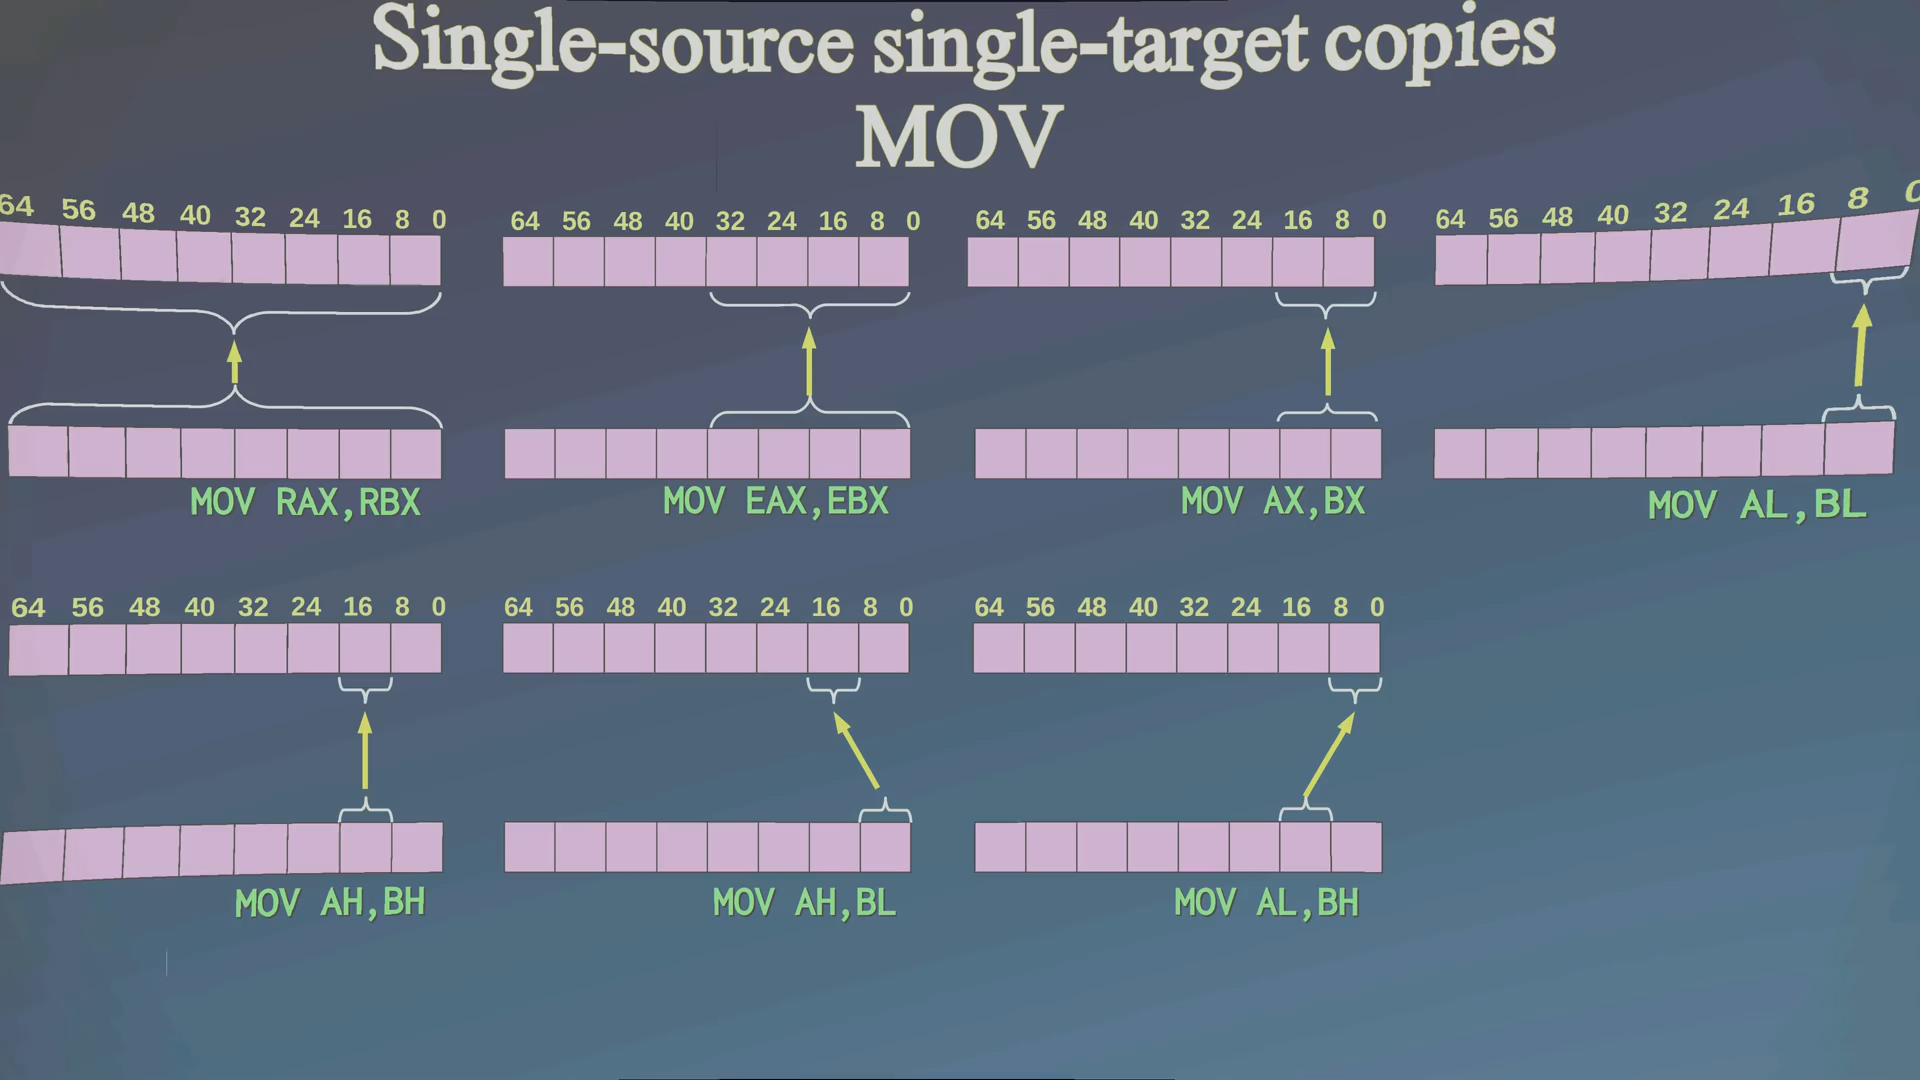 Single-source single-target copies
MOV
64 56 48 40 32 24 16 8 0
64 56 48 40 32 24 16 8 0
64 56 48 40 32 24 16 8 0
64 56 48 40 32 24 16 8 0
MOV RAX,RBX
MOV EAX,EBX
MOV AX,BX
MOV AL,BL
64 56 48 40 32 24 16 8 0
64 56 48 40 32 24 16 8 0
64 56 48 40 32 24 16 8 0
MOV AH,BH
MOV AH,BL
MOV AL,BH